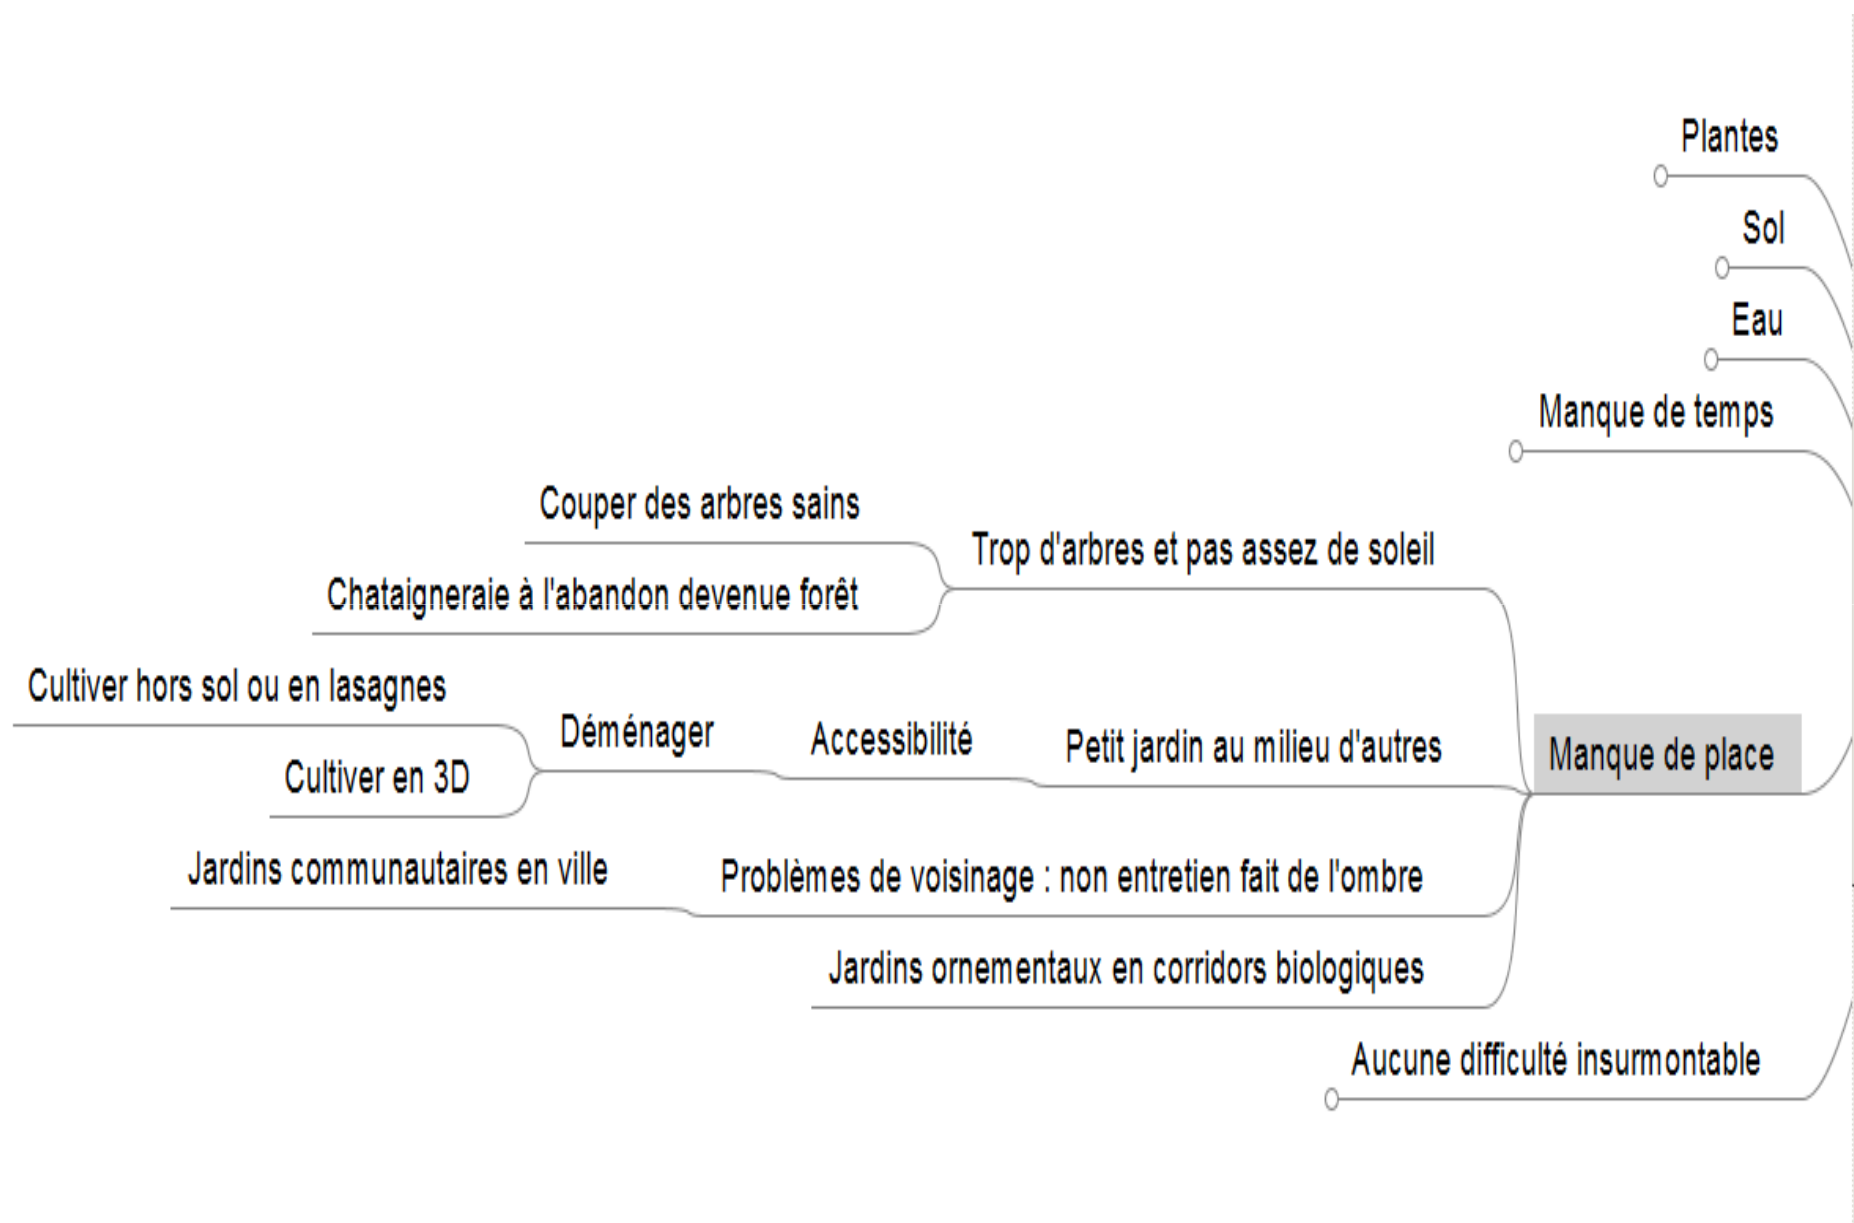 Plantes
Sol
Eau
Manque de temps
Couper des arbres sains
Trop d'arbres et pas assez de soleil
Chataigneraie à l'abandon devenue forêt
Cultiver hors sol ou en lasagnes
Déménager
Accessibilité
Petit jardin au milieu d'autres
Manque de place
Cultiver en 3D
Jardins communautaires en ville
Problèmes de voisinage : non entretien fait de l'ombre
Jardins ornementaux en corridors biologiques
Aucune difficulté insurmontable